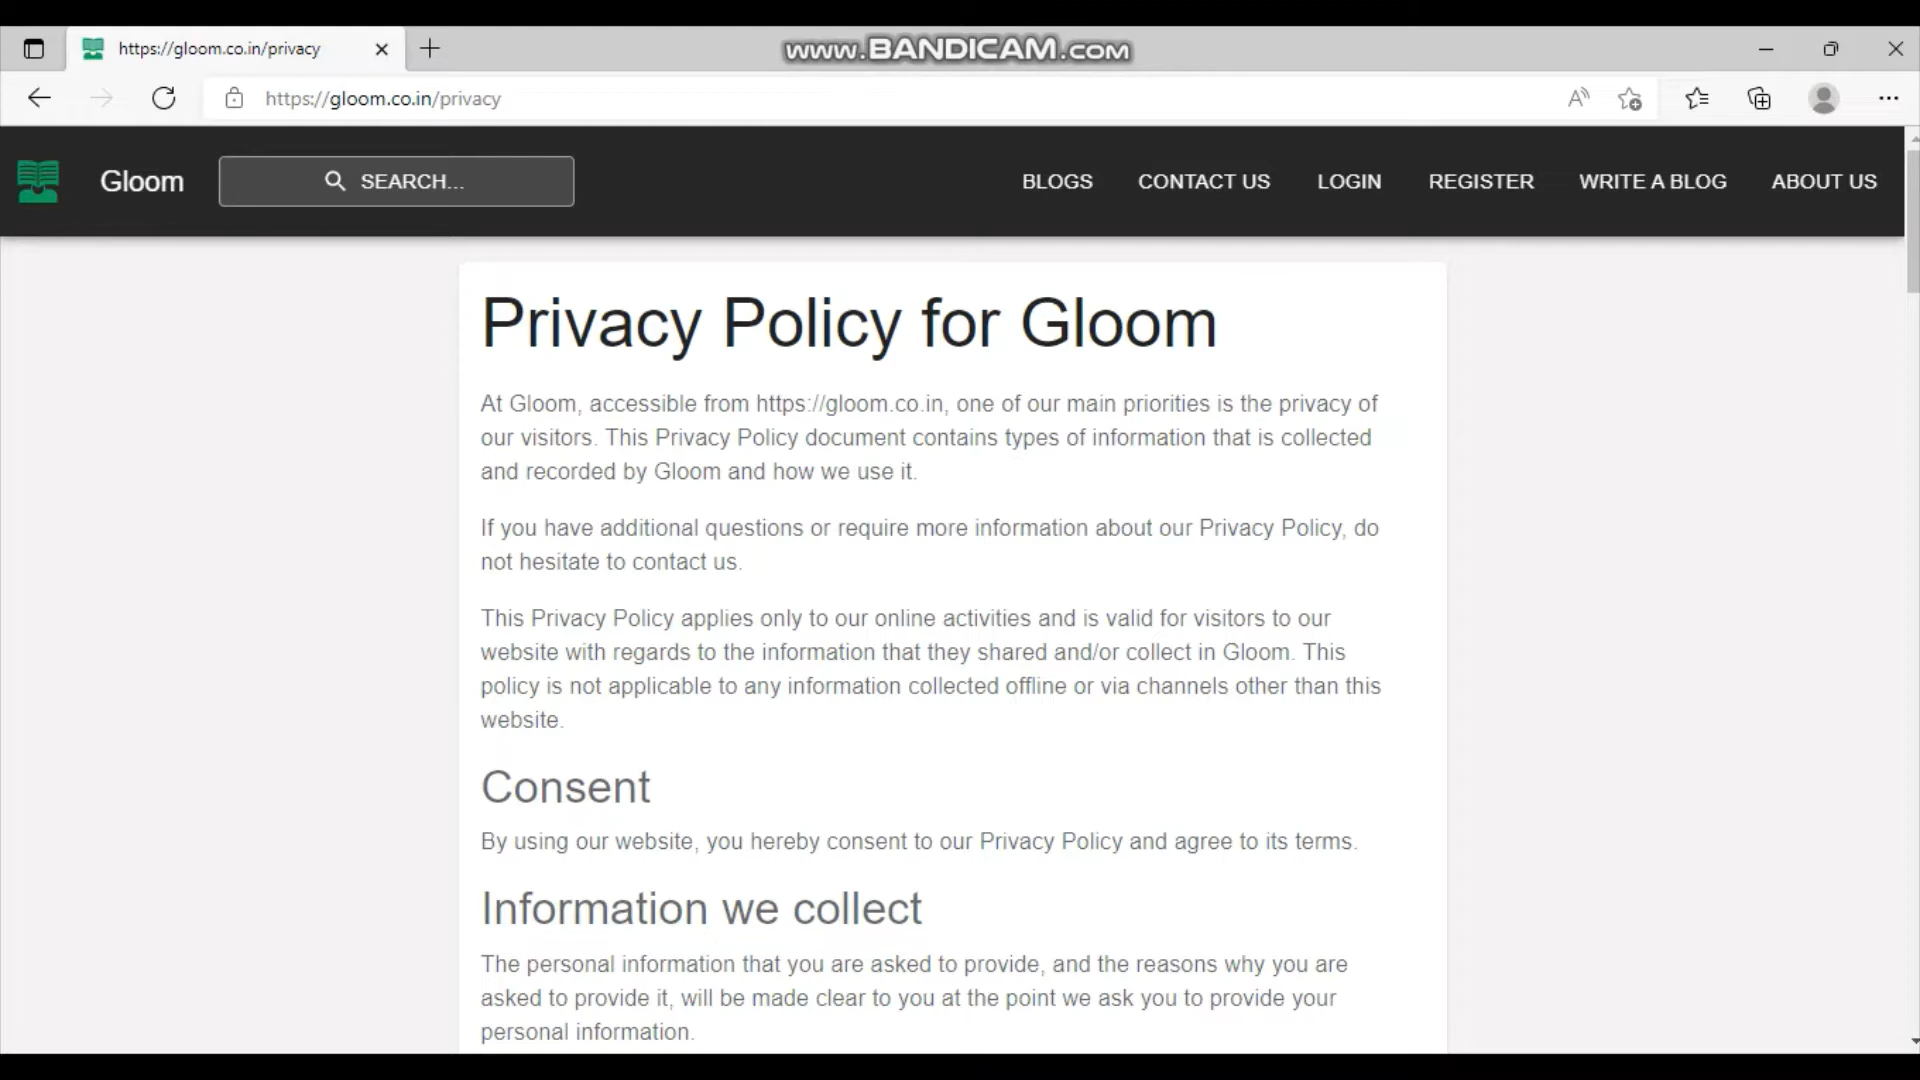 https://gloom.co.in/privacy
www.BANDICAM.com
https://gloom.co.in/privacy
Gloom
SEARCH...
BLOGS
CONTACT US
LOGIN
REGISTER
WRITE A BLOG
ABOUT US
Privacy Policy for Gloom
At Gloom, accessible from https://gloom.co.in, one of our main priorities is the privacy of
our visitors. This Privacy Policy document contains types of information that is collected
and recorded by Gloom and how we use it.
If you have additional questions or require more information about our Privacy Policy, do
not hesitate to contact us.
This Privacy Policy applies only to our online activities and is valid for visitors to our
website with regards to the information that they shared and/or collect in Gloom. This
policy is not applicable to any information collected offline or via channels other than this
website.
Consent
By using our website, you hereby consent to our Privacy Policy and agree to its terms.
Information we collect
The personal information that you are asked to provide, and the reasons why you are
asked to provide it, will be made clear to you at the point we ask you to provide your
personal information.